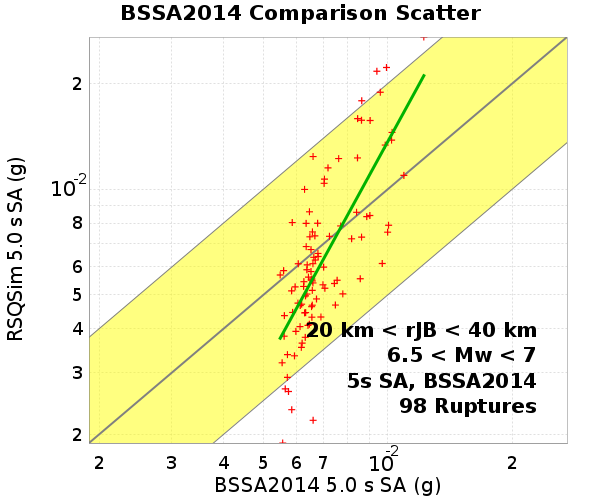 BSSA2014 Comparison Scatter
RSQSim 5.0 s SA (g)
2
10-2
8
6
5
4
3
2
20 km < rJB < 40 km
6.5 < Mw < 7
5s SA, BSSA2014
98 Ruptures
2 3 4 5 6 7 10-2 2
BSSA2014 5.0 s SA (g)